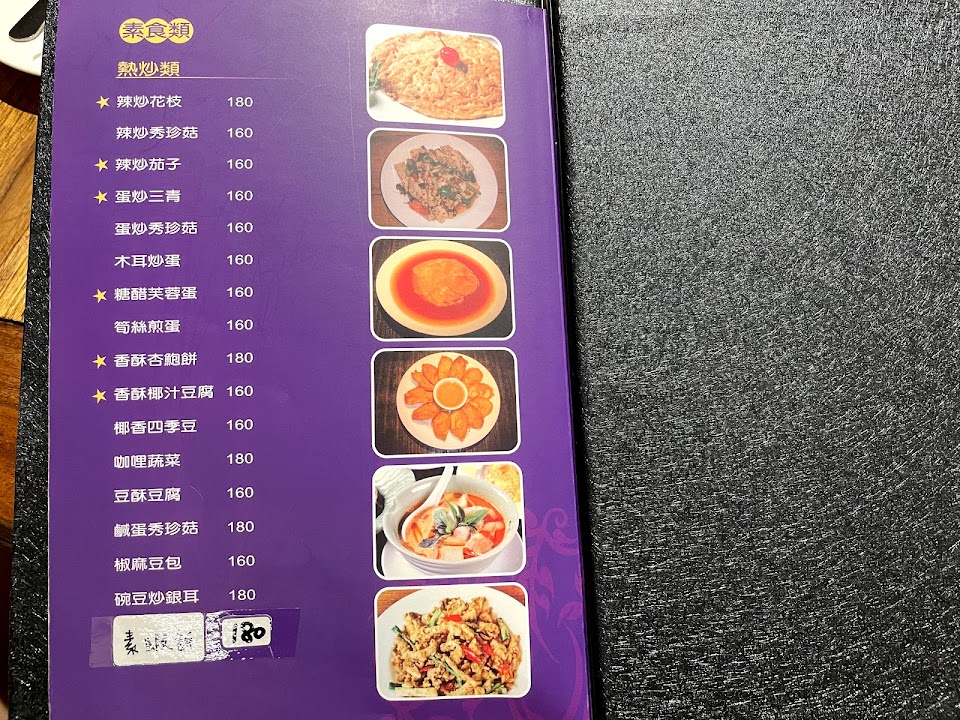 素食類
熱炒類
★ 辣炒花枝 180
辣炒秀珍菇 160
★ 辣炒茄子 160
★ 蛋炒三青 160
蛋炒秀珍菇 160
木耳炒蛋 160
★ 糖醋芙蓉蛋 160
筍絲煎蛋 160
★ 香酥杏鮑餅 180
★ 香酥椰汁豆腐 160
椰香四季豆 160
咖哩蔬菜 180
豆酥豆腐 160
鹹蛋秀珍菇 180
椒麻豆包 160
碗豆炒銀耳 180
素 180